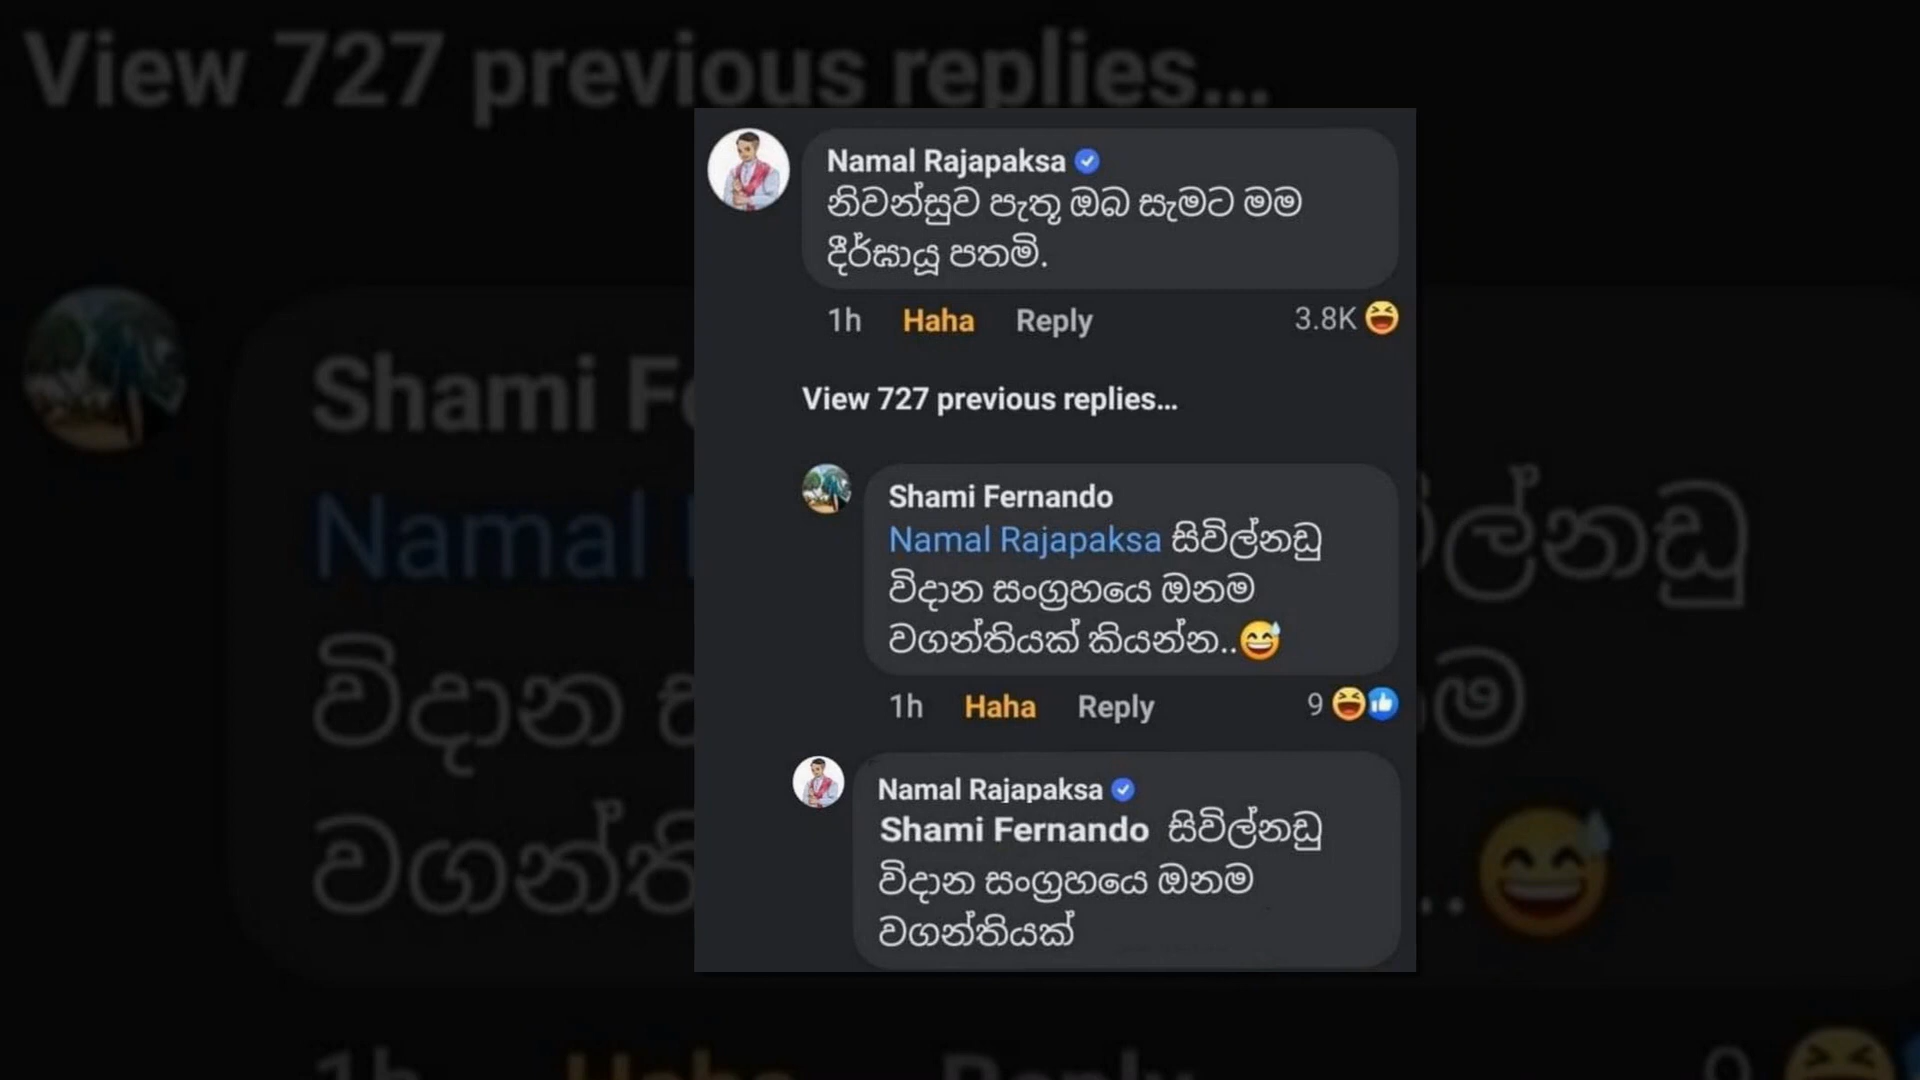 View 727 previous replies...
Namal Rajapaksa
නිවන්සුව පැතූ ඔබ සැමට මම
දීර්ඝායූ පතමි.
1h Haha Reply 3.8K
View 727 previous replies...
Shami Fernando
Namal Rajapaksa සිවිල්නඩු
විදාන සංග්‍රහයෙ ඔනම
වගන්තියක් කියන්න..
1h Haha Reply 9
Namal Rajapaksa
Shami Fernando සිවිල්නඩු
විදාන සංග්‍රහයෙ ඔනම
වගන්තියක්